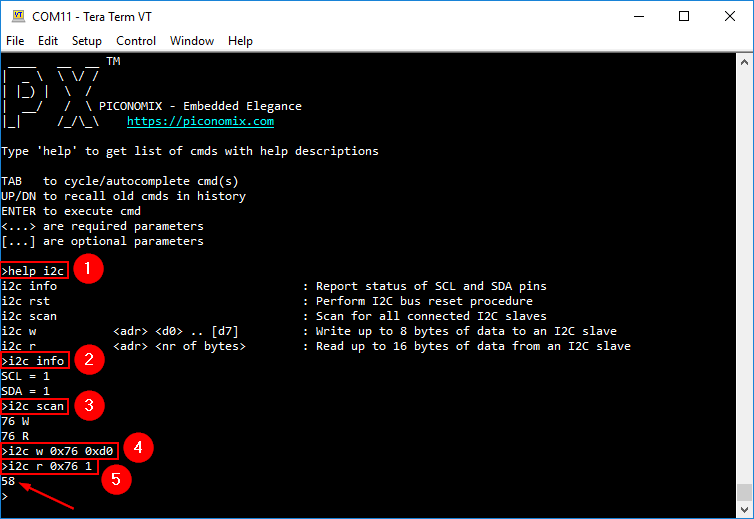 COM11 - Tera Term VT
File Edit Setup Control Window Help
 ____   __  __ TM
|  _ \  \ \/ /
| |_) |  \  /
|  __/   /  \ PICONOMIX - Embedded Elegance
|_|     /_/\_\   https://piconomix.com
Type 'help' to get list of cmds with help descriptions
TAB   to cycle/autocomplete cmd(s)
UP/DN to recall old cmds in history
ENTER to execute cmd
<...> are required parameters
[...] are optional parameters
>help i2c 1
i2c info : Report status of SCL and SDA pins
i2c rst : Perform I2C bus reset procedure
i2c scan : Scan for all connected I2C slaves
i2c w <adr> <d0> .. [d7] : Write up to 8 bytes of data to an I2C slave
i2c r <adr> <nr of bytes> : Read up to 16 bytes of data from an I2C slave
>i2c info 2
SCL = 1
SDA = 1
>i2c scan 3
76 W
76 R
>i2c w 0x76 0xd0 4
>i2c r 0x76 1 5
58
>